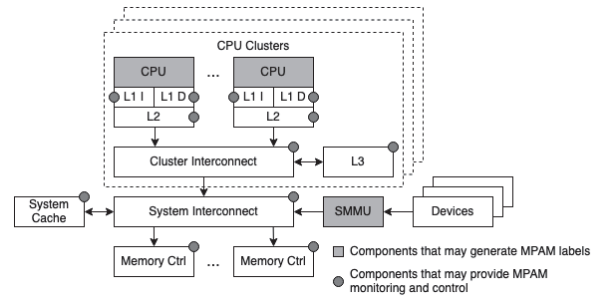 CPU Clusters
CPU ... CPU
L1 I L1 D L1 I L1 D
L2 L2
Cluster Interconnect L3
System
Cache
System Interconnect SMMU Devices
Memory Ctrl ... Memory Ctrl
Components that may generate MPAM labels
Components that may provide MPAM
monitoring and control